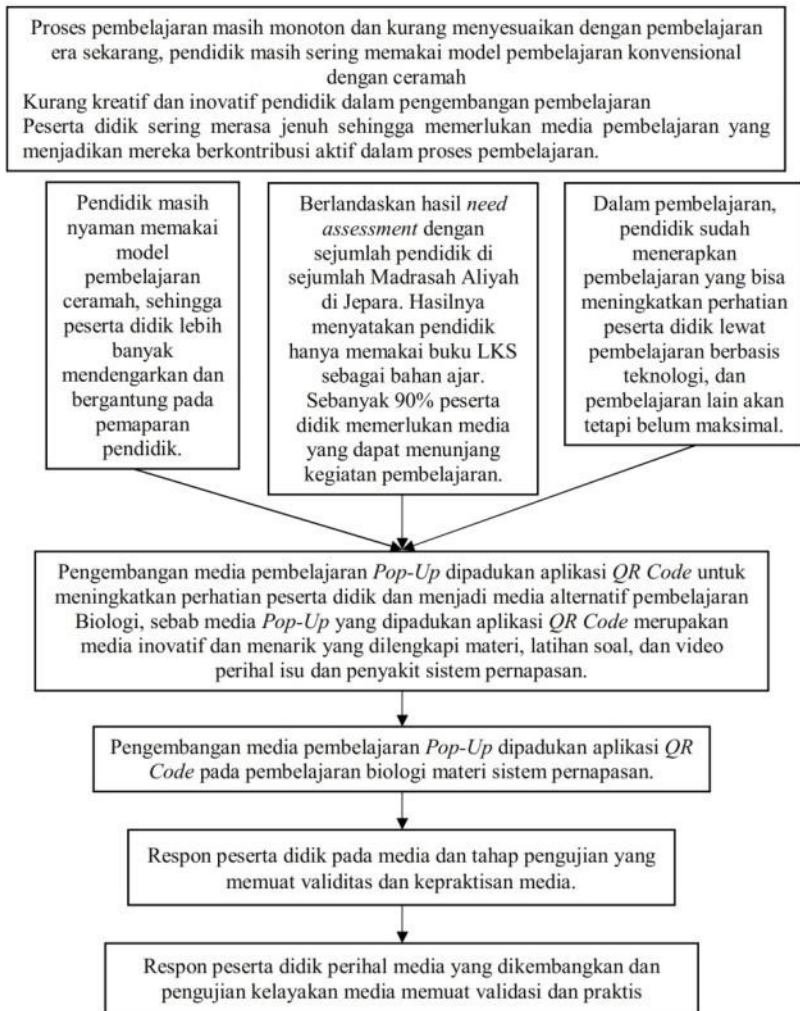 Proses pembelajaran masih monoton dan kurang menyesuaikan dengan pembelajaran
era sekarang, pendidik masih sering memakai model pembelajaran konvensional
dengan ceramah
Kurang kreatif dan inovatif pendidik dalam pengembangan pembelajaran
Peserta didik sering merasa jenuh sehingga memerlukan media pembelajaran yang
menjadikan mereka berkontribusi aktif dalam proses pembelajaran.
Pendidik masih
nyaman memakai
model
pembelajaran
ceramah, sehingga
peserta didik lebih
banyak
mendengarkan dan
bergantung pada
pemaparan
pendidik.
Berlandaskan hasil need
assessment dengan
sejumlah pendidik di
sejumlah Madrasah Aliyah
di Jepara. Hasilnya
menyatakan pendidik
hanya memakai buku LKS
sebagai bahan ajar.
Sebanyak 90% peserta
didik memerlukan media
yang dapat menunjang
kegiatan pembelajaran.
Dalam pembelajaran,
pendidik sudah
menerapkan
pembelajaran yang bisa
meningkatkan perhatian
peserta didik lewat
pembelajaran berbasis
teknologi, dan
pembelajaran lain akan
tetapi belum maksimal.
Pengembangan media pembelajaran Pop-Up dipadukan aplikasi QR Code untuk
meningkatkan perhatian peserta didik dan menjadi media alternatif pembelajaran
Biologi, sebab media Pop-Up yang dipadukan aplikasi QR Code merupakan
media inovatif dan menarik yang dilengkapi materi, latihan soal, dan video
perihal isu dan penyakit sistem pernapasan.
Pengembangan media pembelajaran Pop-Up dipadukan aplikasi QR
Code pada pembelajaran biologi materi sistem pernapasan.
Respon peserta didik pada media dan tahap pengujian yang
memuat validitas dan kepraktisan media.
Respon peserta didik perihal media yang dikembangkan dan
pengujian kelayakan media memuat validasi dan praktis